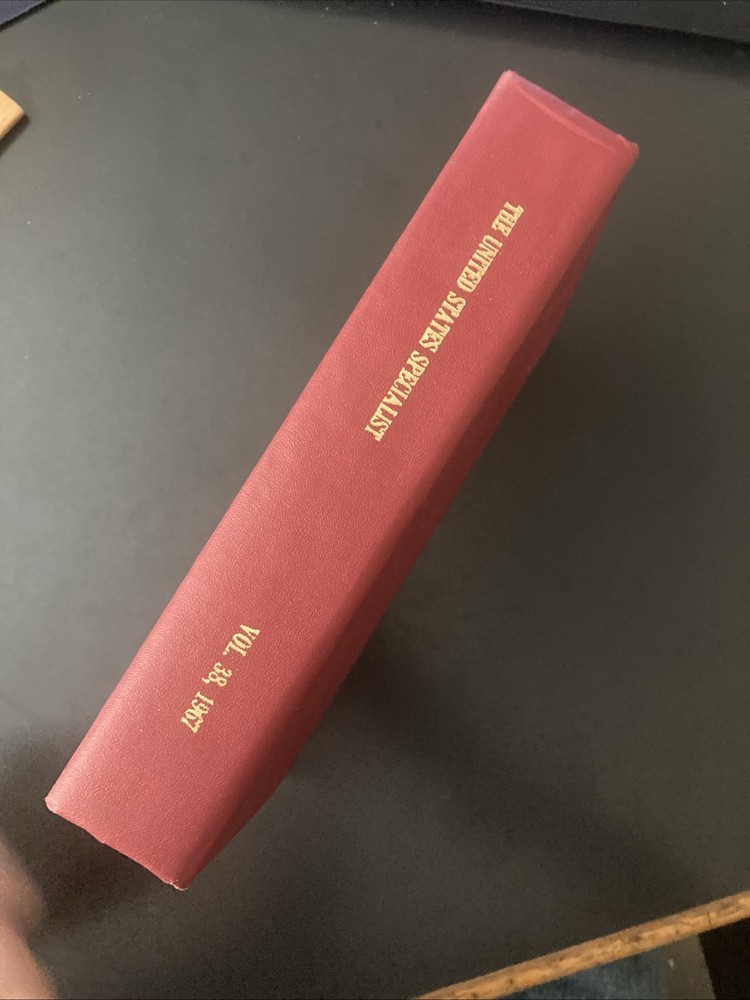 THE UNITED STATES SPECIALIST
VOL. 38, 1967